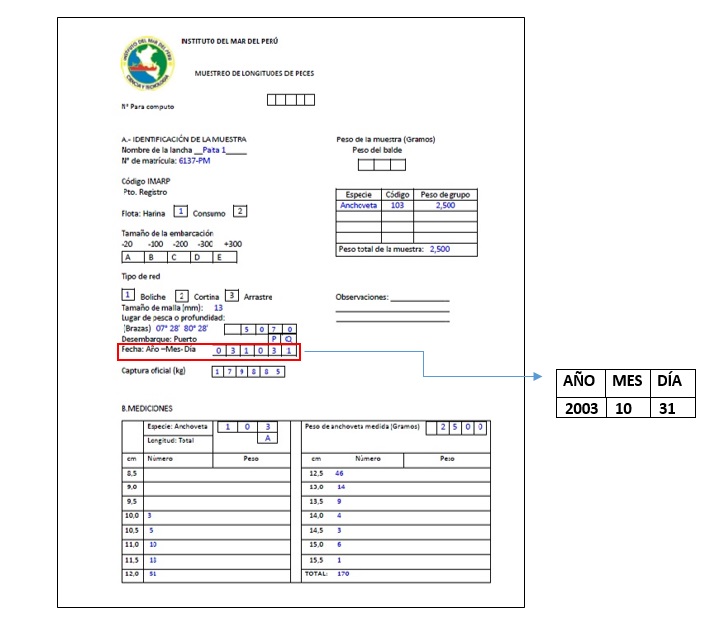 INSTITUTO DEL MAR DEL PERÚ
MUESTREO DE LONGITUDES DE PECES
N° Para computo
A.- IDENTIFICACIÓN DE LA MUESTRA
Nombre de la lancha __Pata 1_____
N° de matrícula: 6137-PM
Peso de la muestra (Gramos)
Peso del balde
Código IMARP
Pto. Registro
Flota: Harina 1 Consumo 2
Especie Código Peso de grupo
Anchoveta 103 2,500
Peso total de la muestra: 2,500
Tamaño de la embarcación
-20 -100 -200 -300 +300
A B C D E
Tipo de red
1 Boliche 2 Cortina 3 Arrastre
Observaciones: ______________
Tamaño de malla (mm): 13
Lugar de pesca o profundidad:
(Brazas) 07° 28' 80° 28' 5 0 7 0
Desembarque: Puerto P Q
Fecha: Año –Mes- Día 0 3 1 0 3 1
Captura oficial (kg) 1 7 9 8 8 5
AÑO MES DÍA
2003 10 31
B.MEDICIONES
Especie: Anchoveta 1 0 3 Peso de anchoveta medida (Gramos) 2 5 0 0
Longitud: Total A
cm Número Peso cm Número Peso
8,5 12,5 46
9,0 13,0 14
9,5 13,5 9
10,0 3 14,0 4
10,5 5 14,5 3
11,0 15,0 6
11,5 15,5 1
12,0 TOTAL: 170